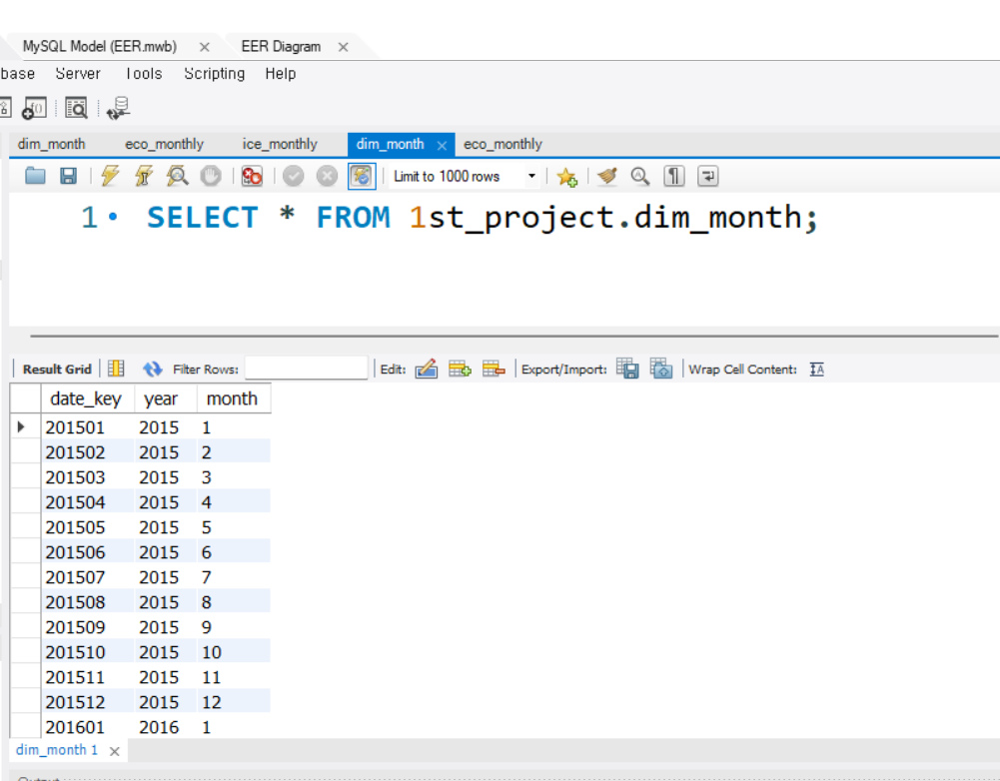 MySQL Model (EER.mwb) EER Diagram
base Server Tools Scripting Help
dim_month eco_monthly ice_monthly dim_month eco_monthly
Limit to 1000 rows
1 SELECT * FROM 1st_project.dim_month;
Result Grid Filter Rows: Edit: Export/Import: Wrap Cell Content: IA
date_key year month
201501 2015 1
201502 2015 2
201503 2015 3
201504 2015 4
201505 2015 5
201506 2015 6
201507 2015 7
201508 2015 8
201509 2015 9
201510 2015 10
201511 2015 11
201512 2015 12
201601 2016 1
dim_month 1
Output